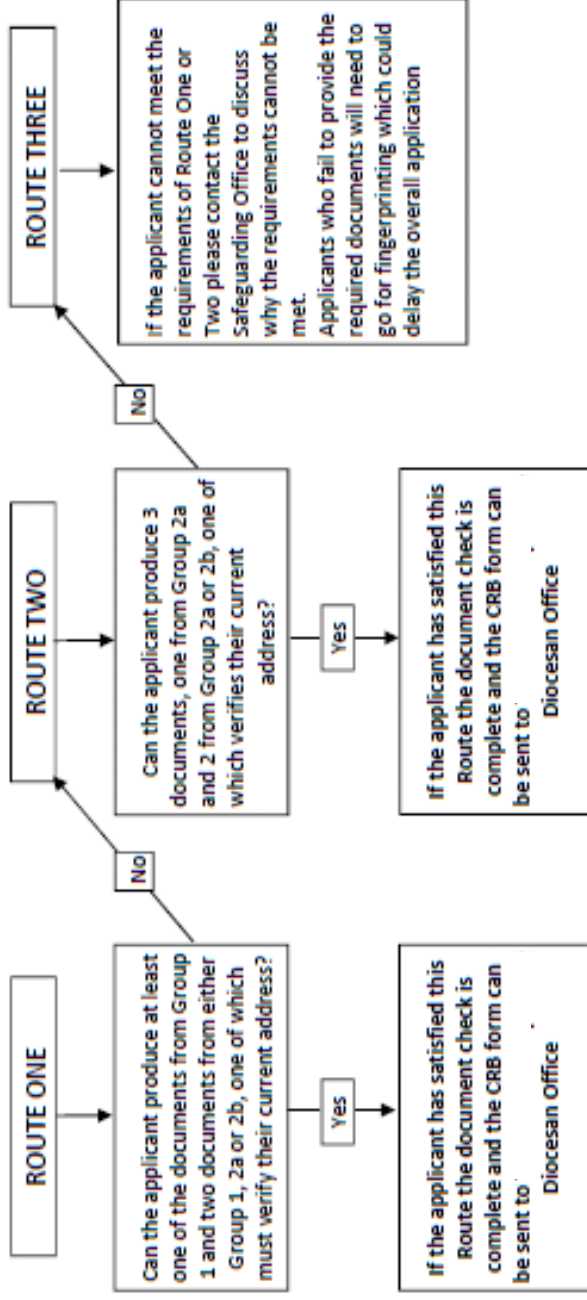 ROUTE ONE
Can the applicant produce at least
one of the documents from Group
1 and two documents from either
Group 1, 2a or 2b, one of which
must verify their current address?
No
Yes
If the applicant has satisfied this
Route the document check is
complete and the CRB form can
be sent to
Diocesan Office
ROUTE TWO
Can the applicant produce 3
documents, one from Group 2a
and 2 from Group 2a or 2b, one of
which verifies their current
address?
No
Yes
If the applicant has satisfied this
Route the document check is
complete and the CRB form can
be sent to
Diocesan Office
ROUTE THREE
If the applicant cannot meet the
requirements of Route One or
Two please contact the
Safeguarding Office to discuss
why the requirements cannot be
met.
Applicants who fail to provide the
required documents will need to
go for fingerprinting which could
delay the overall application